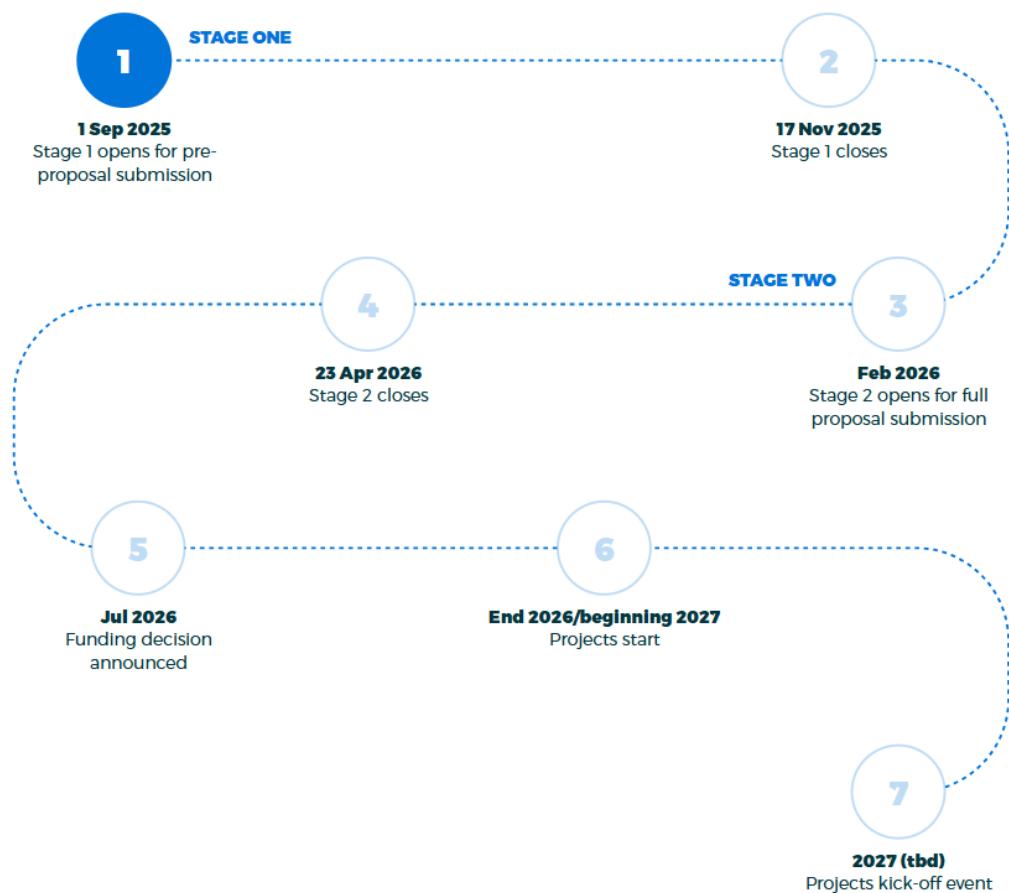 1
STAGE ONE
2
1 Sep 2025
Stage 1 opens for pre-
proposal submission
17 Nov 2025
Stage 1 closes
3
STAGE TWO
4
Feb 2026
Stage 2 opens for full
proposal submission
23 Apr 2026
Stage 2 closes
5
6
Jul 2026
Funding decision
announced
End 2026/beginning 2027
Projects start
7
2027 (tbd)
Projects kick-off event